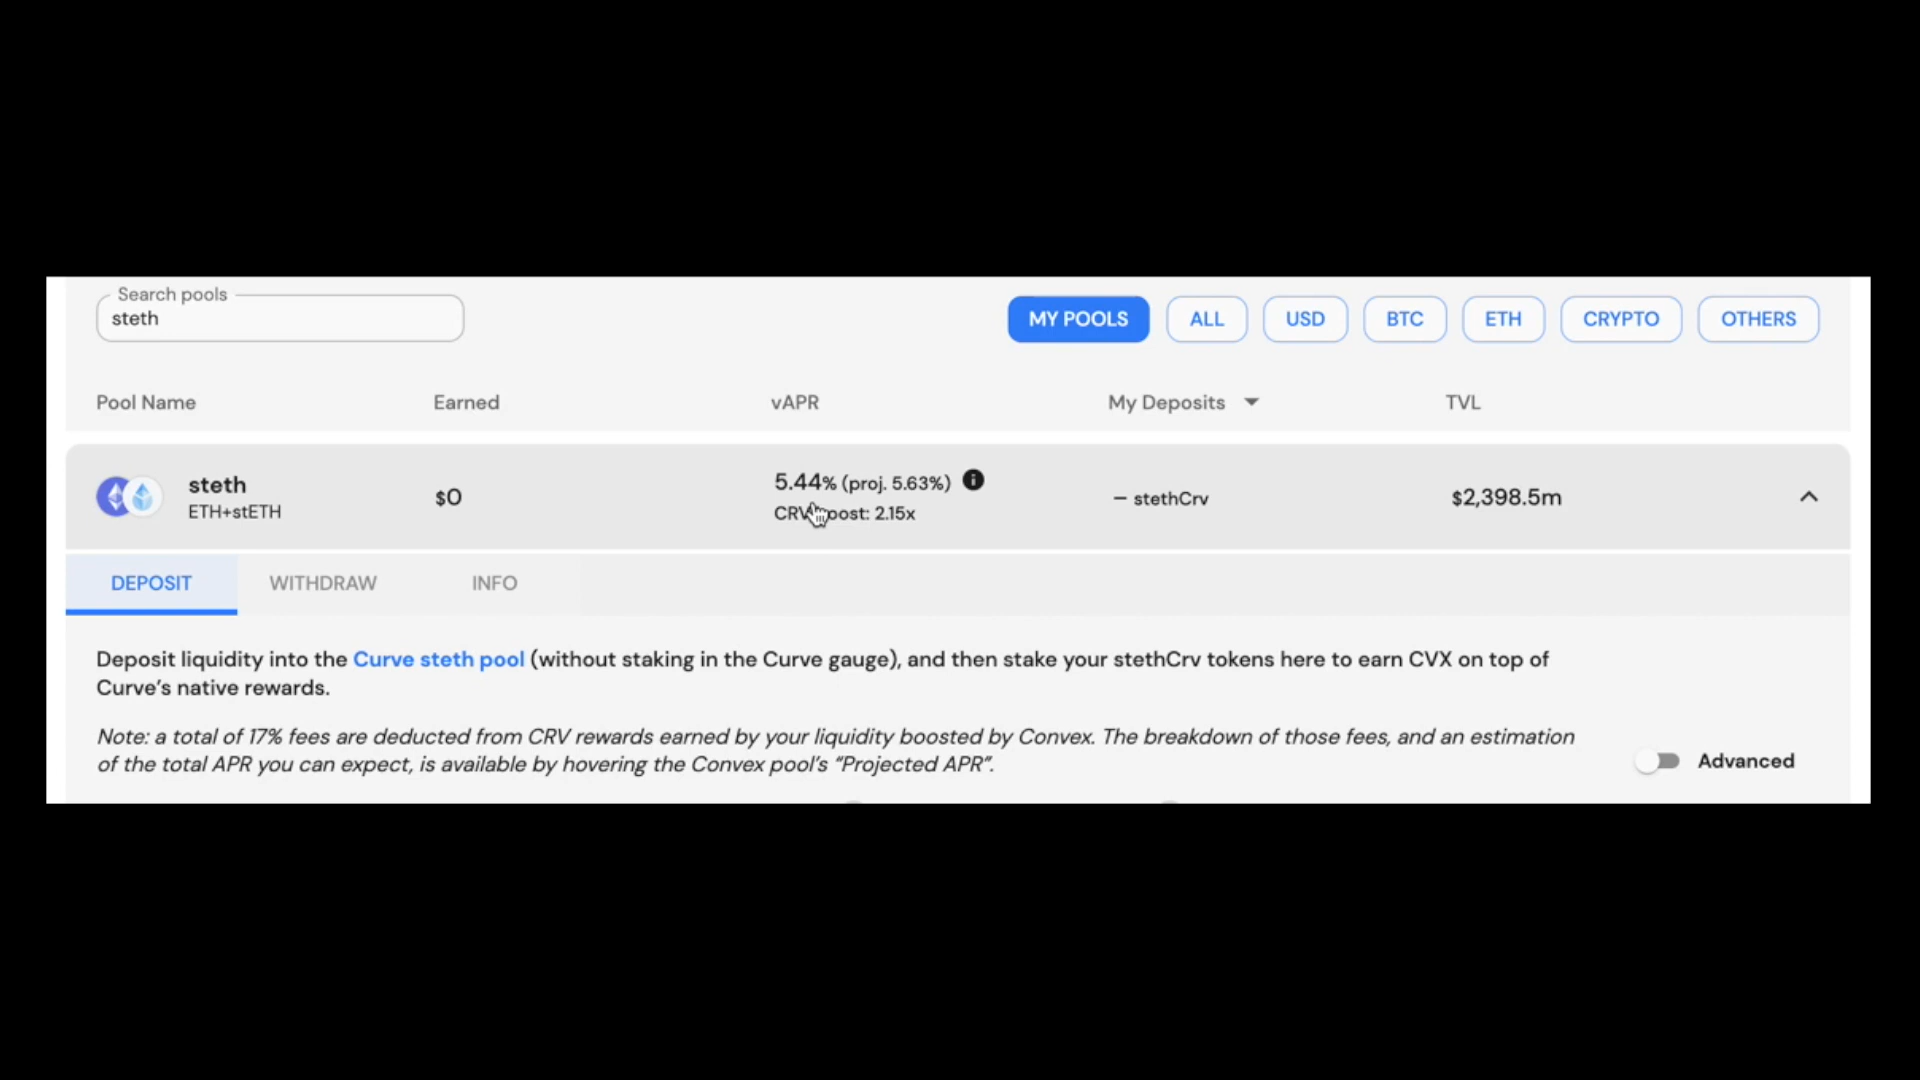 Search pools
steth
MY POOLS ALL USD BTC ETH CRYPTO OTHERS
Pool Name Earned vAPR My Deposits TVL
steth
ETH+stETH
$0
5.44% (proj. 5.63%)
CRV boost: 2.15x
– stethCrv
$2,398.5m
DEPOSIT WITHDRAW INFO
Deposit liquidity into the Curve steth pool (without staking in the Curve gauge), and then stake your stethCrv tokens here to earn CVX on top of
Curve's native rewards.
Note: a total of 17% fees are deducted from CRV rewards earned by your liquidity boosted by Convex. The breakdown of those fees, and an estimation
of the total APR you can expect, is available by hovering the Convex pool's "Projected APR".
Advanced